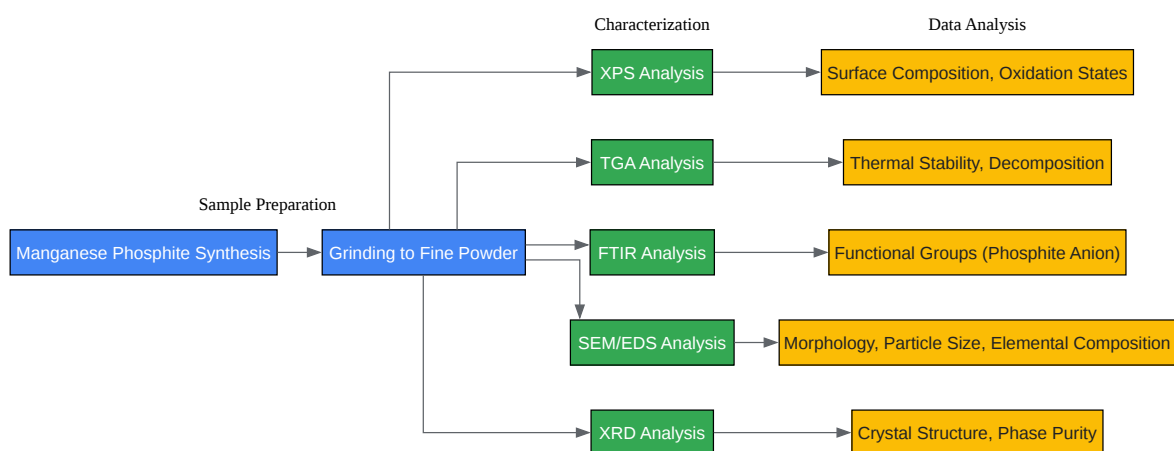 Characterization
Data Analysis
XPS Analysis
Surface Composition, Oxidation States
TGA Analysis
Thermal Stability, Decomposition
Sample Preparation
Manganese Phosphite Synthesis
Grinding to Fine Powder
FTIR Analysis
Functional Groups (Phosphite Anion)
SEM/EDS Analysis
Morphology, Particle Size, Elemental Composition
XRD Analysis
Crystal Structure, Phase Purity